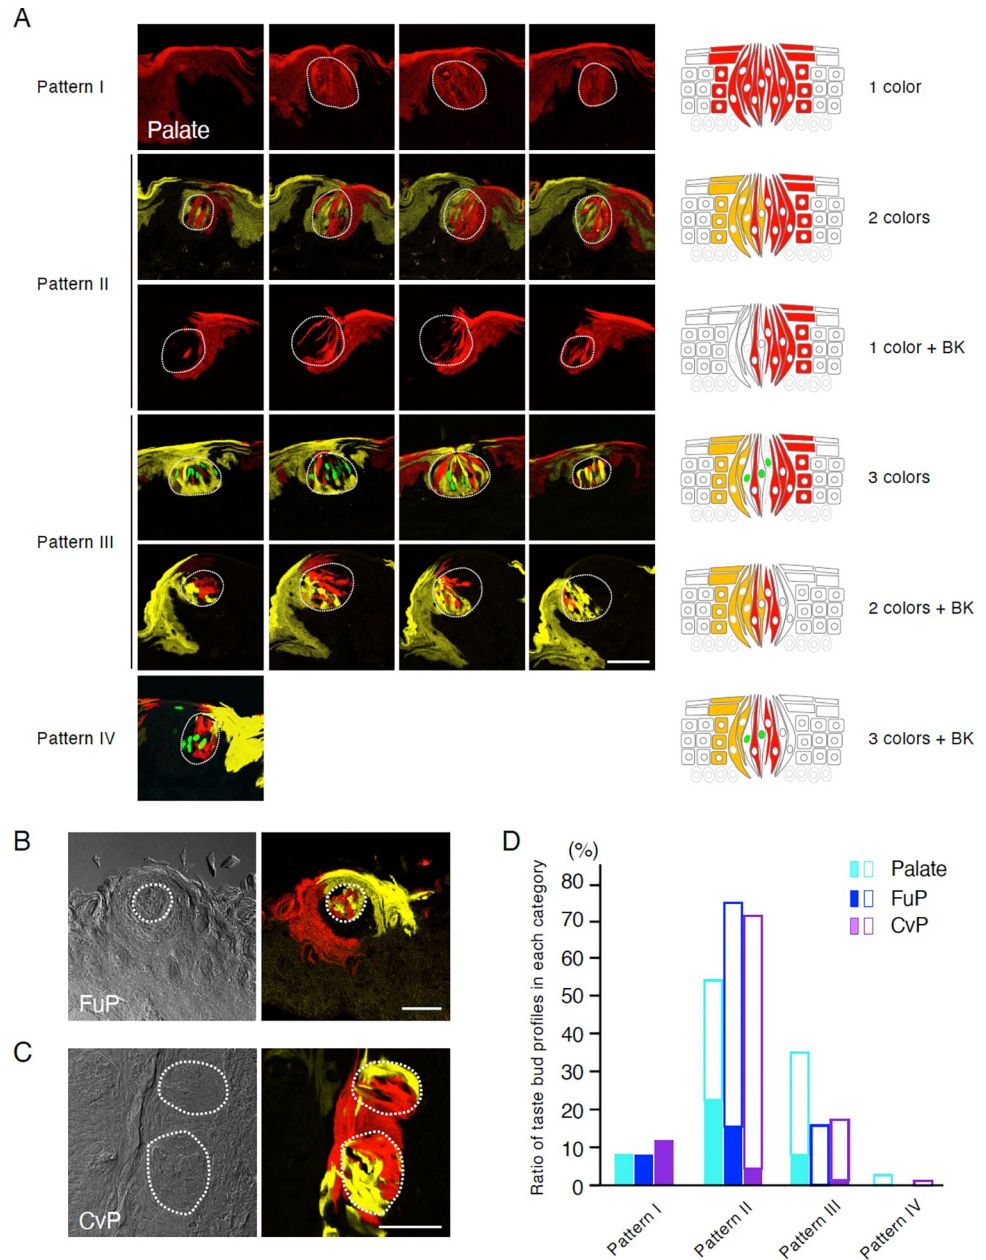 A
Pattern I
Palate
1 color
2 colors
Pattern II
1 color + BK
3 colors
Pattern III
2 colors + BK
Pattern IV
3 colors + BK
B
FuP
C
CvP
D
(%)
Ratio of taste bud profiles in each category
80
70
60
50
40
30
20
10
0
Palate
FuP
CvP
Pattern I
Pattern II
Pattern III
Pattern IV